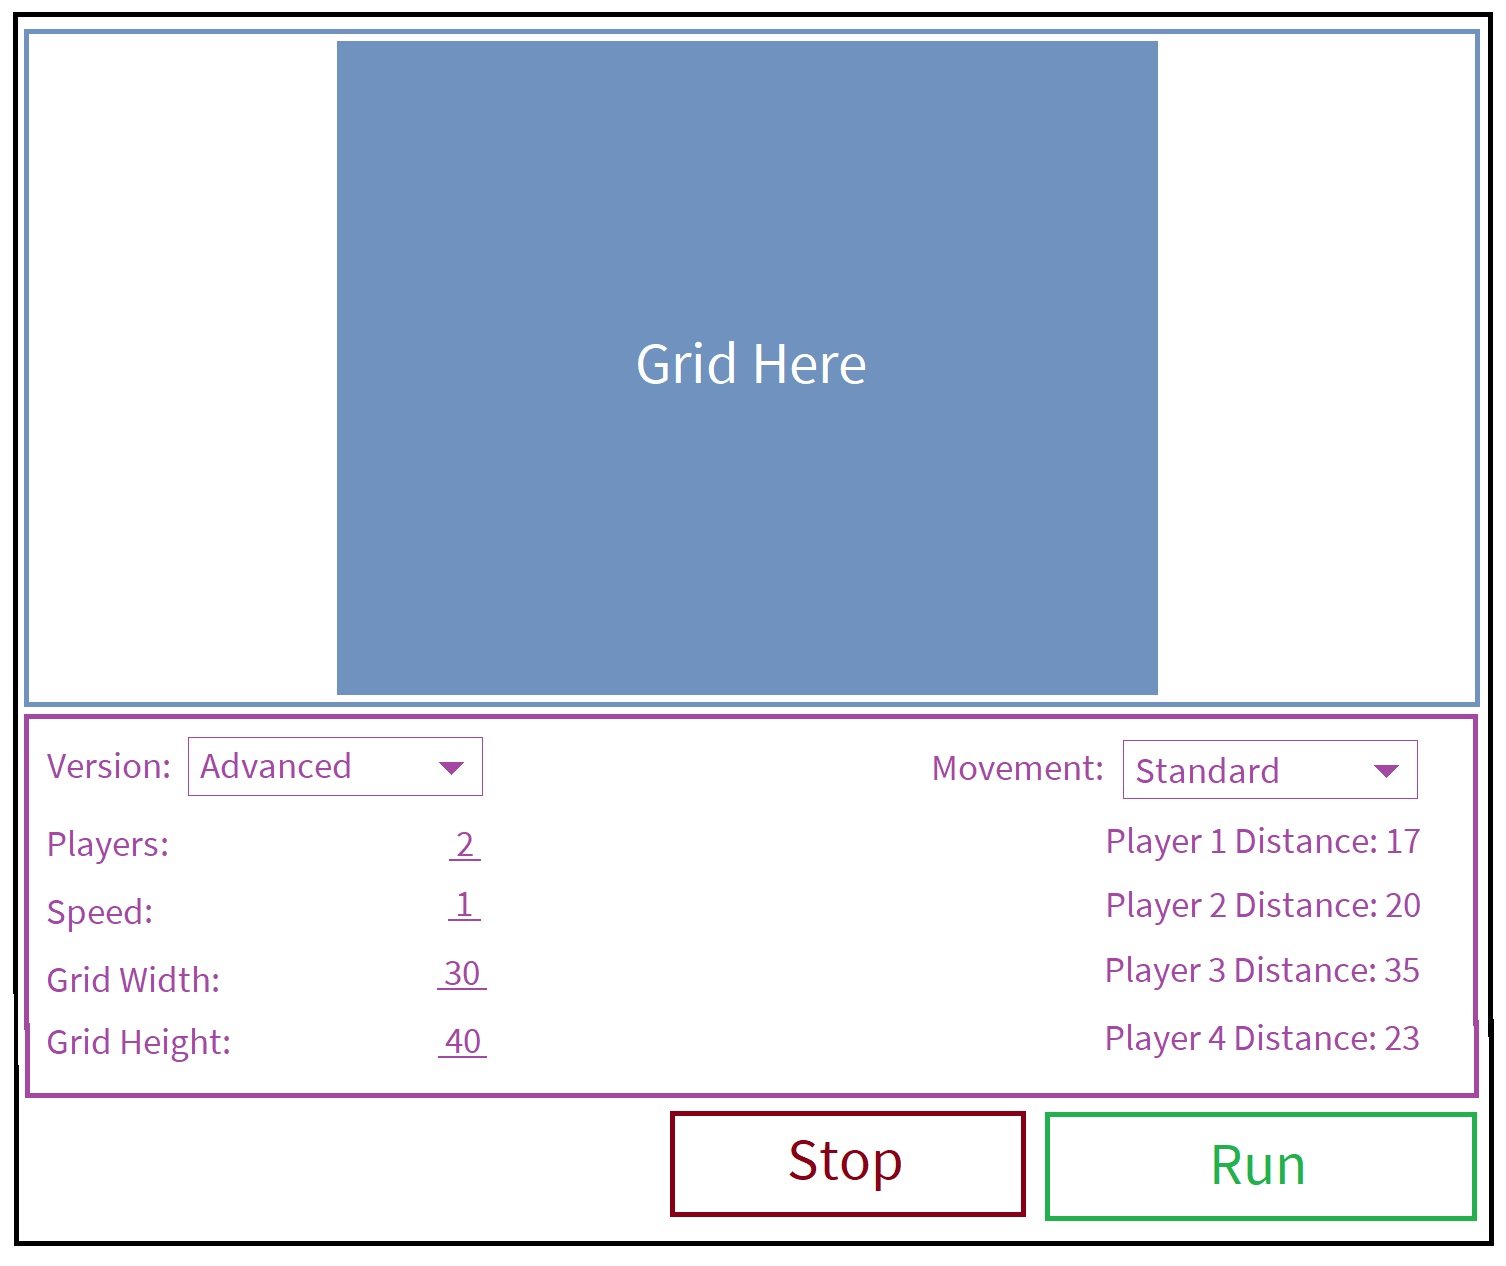 Grid Here
Version: Advanced
Movement: Standard
Players: 2
Player 1 Distance: 17
Speed: 1
Player 2 Distance: 20
Grid Width: 30
Player 3 Distance: 35
Grid Height: 40
Player 4 Distance: 23
Stop
Run